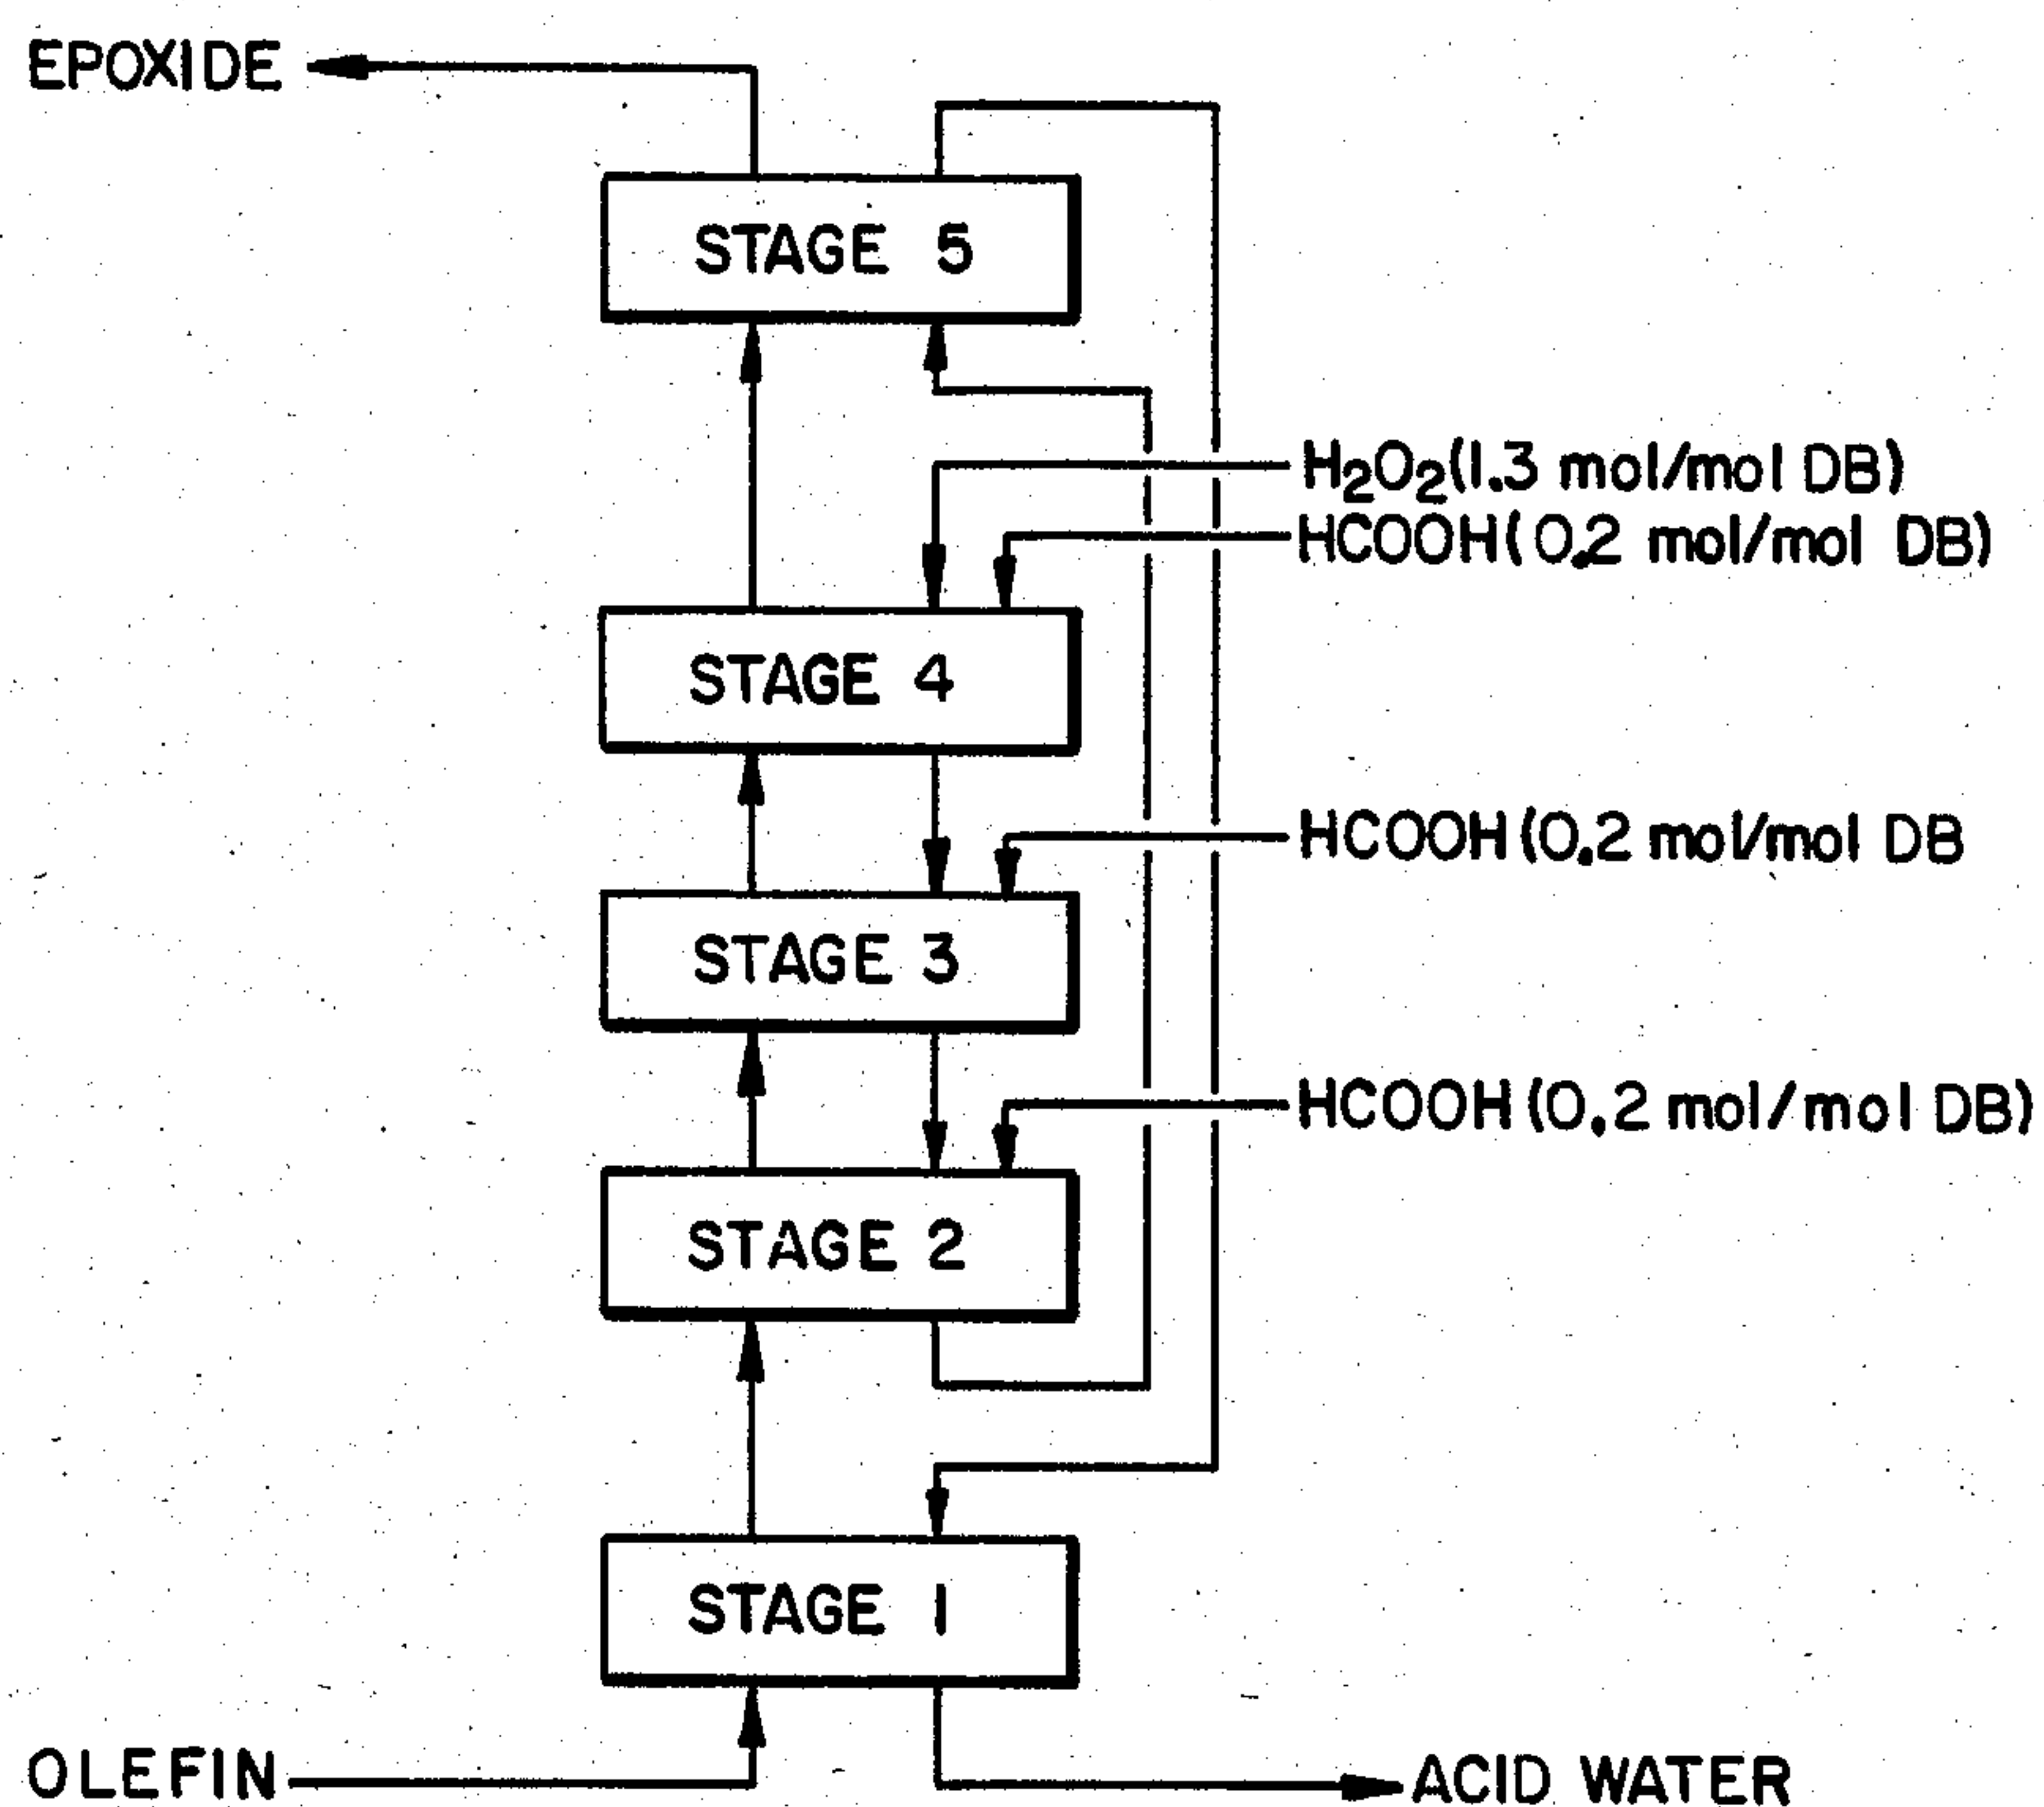 EPOXIDE
STAGE 5
H₂O₂(1.3 mol/mol DB)
HCOOH(0.2 mol/mol DB)
STAGE 4
HCOOH(0.2 mol/mol DB
STAGE 3
HCOOH(0.2 mol/mol DB)
STAGE 2
STAGE 1
OLEFIN
ACID WATER